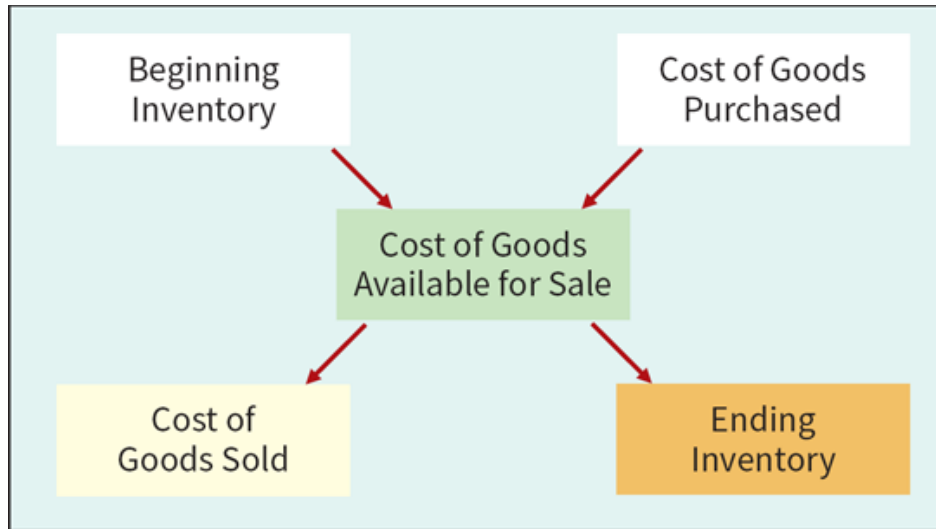 Beginning
Inventory
Cost of Goods
Purchased
Cost of Goods
Available for Sale
Cost of
Goods Sold
Ending
Inventory